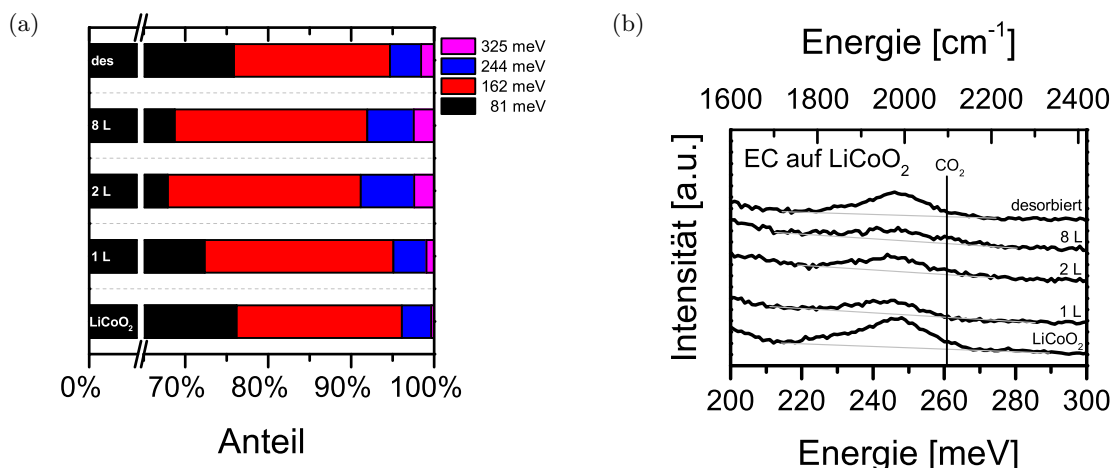 (a)
des
8 L
2 L
1 L
LiCoO₂
0% 70% 80% 90% 100%
Anteil
325 meV
244 meV
162 meV
81 meV
(b)
Energie [cm⁻¹]
1600 1800 2000 2200 2400
Intensität [a.u.]
EC auf LiCoO₂
CO₂
desorbiert
8 L
2 L
1 L
LiCoO₂
200 220 240 260 280 300
Energie [meV]